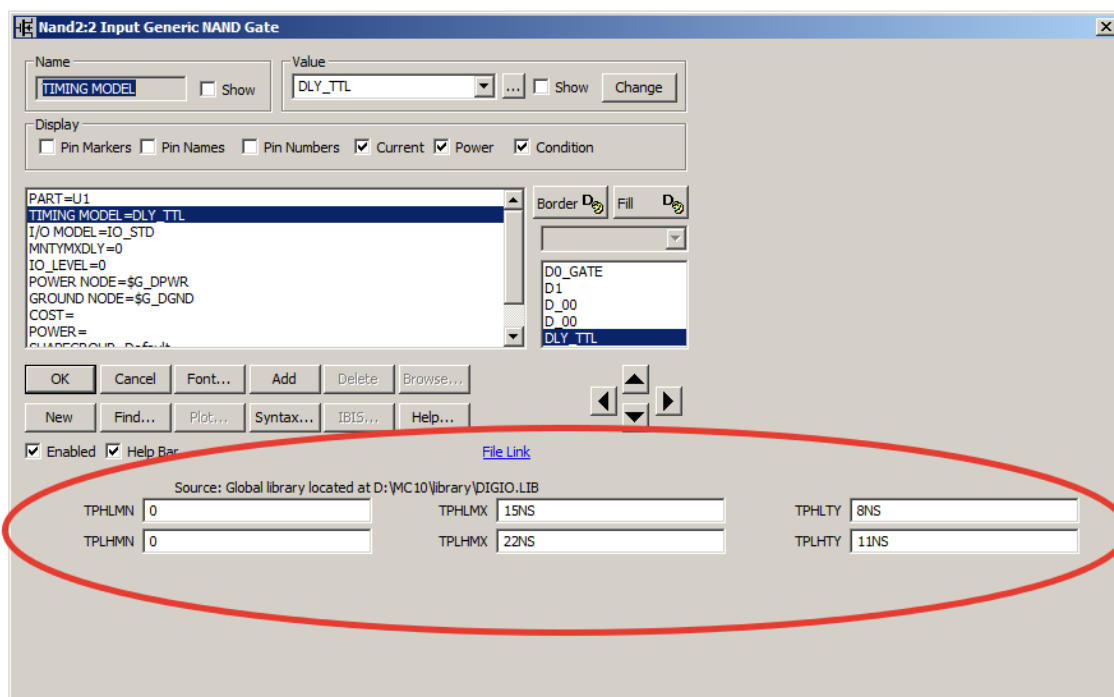 Nand2:2 Input Generic NAND Gate
Name
TIMING MODEL Show
Value
DLY_TTL ... Show Change
Display
Pin Markers Pin Names Pin Numbers Current Power Condition
PART=U1
TIMING MODEL=DLY_TTL
I/O MODEL=IO_STD
MNTYMXDLY=0
IO_LEVEL=0
POWER NODE=$G_DPWR
GROUND NODE=$G_DGND
COST=
POWER=
Border Fill
D0_GATE
D1
D_00
D_00
DLY_TTL
OK Cancel Font... Add Delete Browse...
New Find... Plot... Syntax... IBIS... Help...
Enabled Help Bar File Link
Source: Global library located at D:\MC10\library\DIGIO.LIB
TPHLMN 0 TPHLMX 15NS TPHLTY 8NS
TPLHMN 0 TPLHMX 22NS TPLHTY 11NS